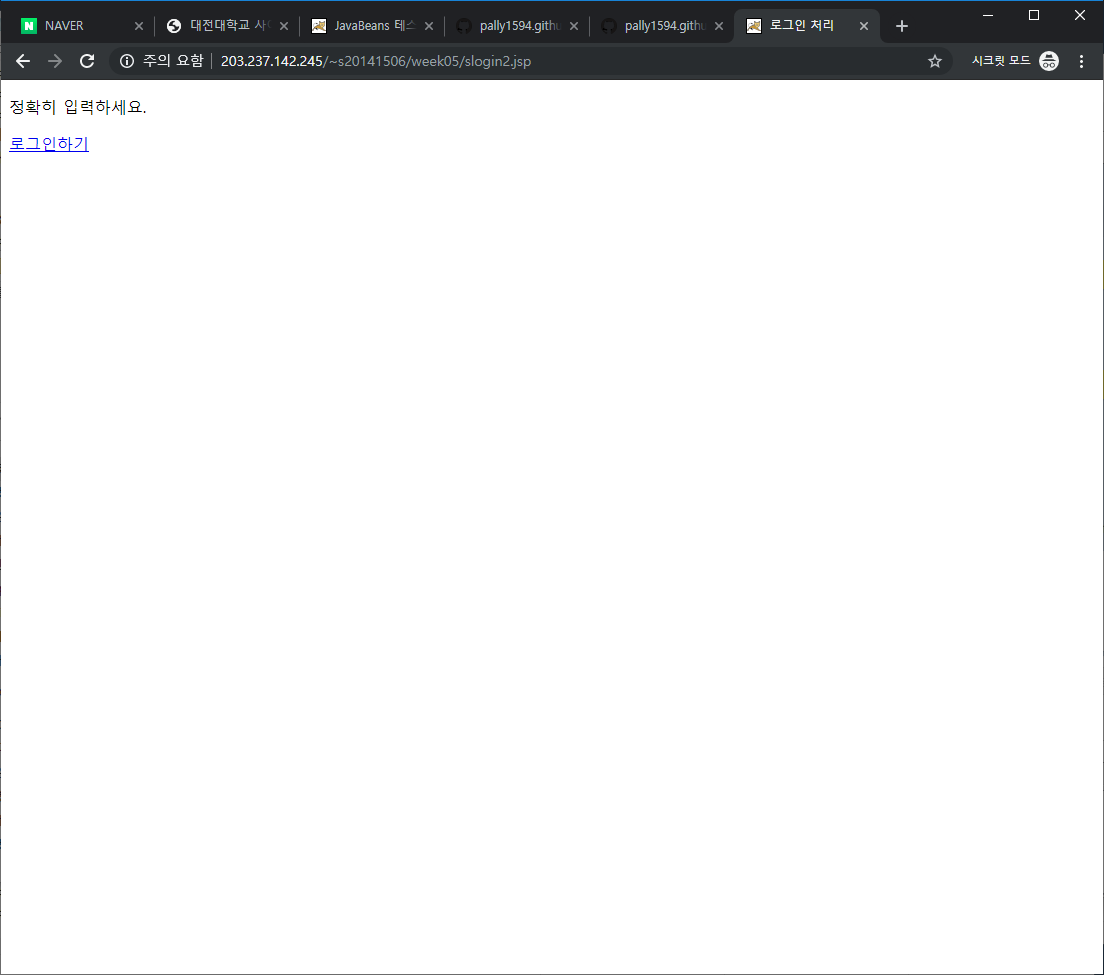 NAVER
대전대학교 사이
JavaBeans 테스
pally1594.githu
pally1594.githu
로그인 처리
주의 요함
203.237.142.245/~s20141506/week05/slogin2.jsp
시크릿 모드
정확히 입력하세요.
로그인하기